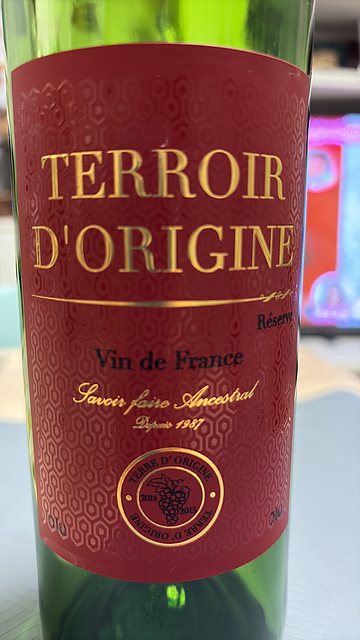 TERROIR
D'ORIGINE
Réserve
Vin de France
Savoir faire Ancestral
Depuis 1987
TERRE D'ORIGINE
2014
2015
TERRE D'ORIGINE